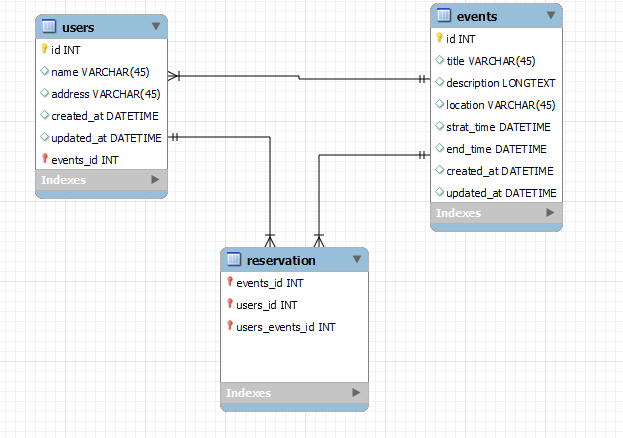 users
id INT
name VARCHAR(45)
address VARCHAR(45)
created_at DATETIME
updated_at DATETIME
events_id INT
Indexes
events
id INT
title VARCHAR(45)
description LONGTEXT
location VARCHAR(45)
strat_time DATETIME
end_time DATETIME
created_at DATETIME
updated_at DATETIME
Indexes
reservation
events_id INT
users_id INT
users_events_id INT
Indexes